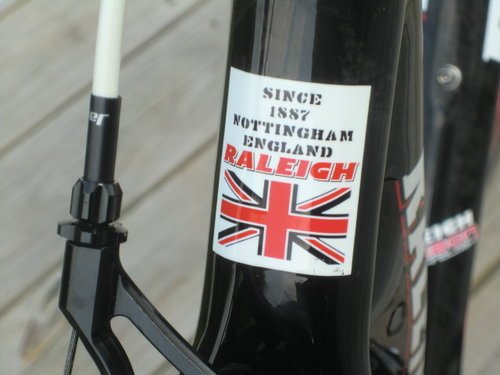 SINCE
1887
NOTTINGHAM
ENGLAND
RALEIGH